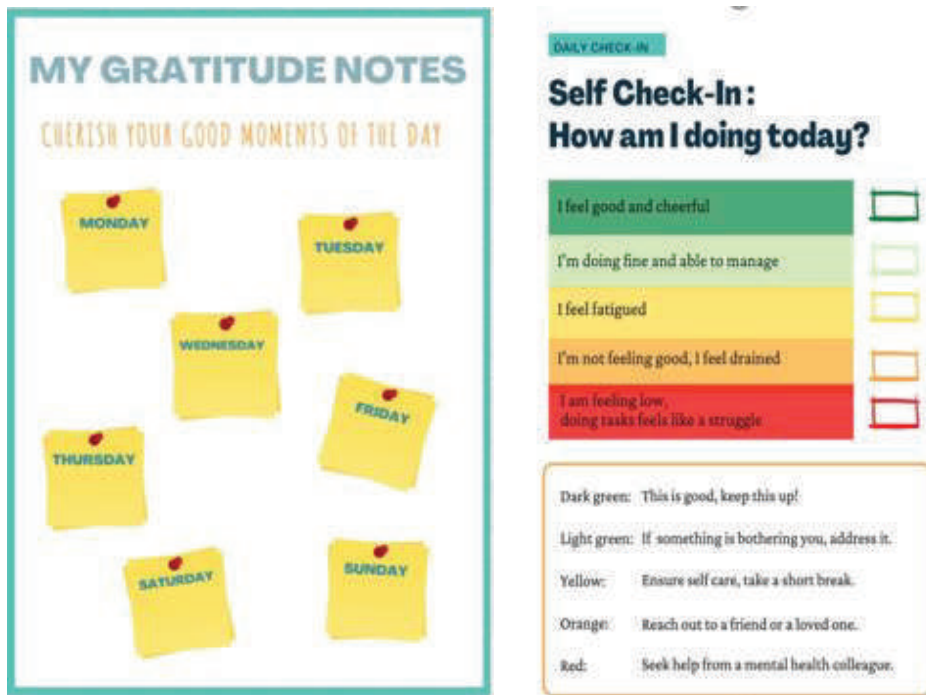 MY GRATITUDE NOTES
CHERISH YOUR GOOD MOMENTS OF THE DAY
MONDAY
TUESDAY
WEDNESDAY
FRIDAY
THURSDAY
SATURDAY
SUNDAY
DAILY CHECK-IN
Self Check-In:
How am I doing today?
I feel good and cheerful
I'm doing fine and able to manage
I feel fatigued
I'm not feeling good, I feel drained
I am feeling low,
doing tasks feels like a struggle
Dark green: This is good, keep this up!
Light green: If something is bothering you, address it.
Yellow: Ensure self care, take a short break.
Orange: Reach out to a friend or a loved one.
Red: Seek help from a mental health colleague.